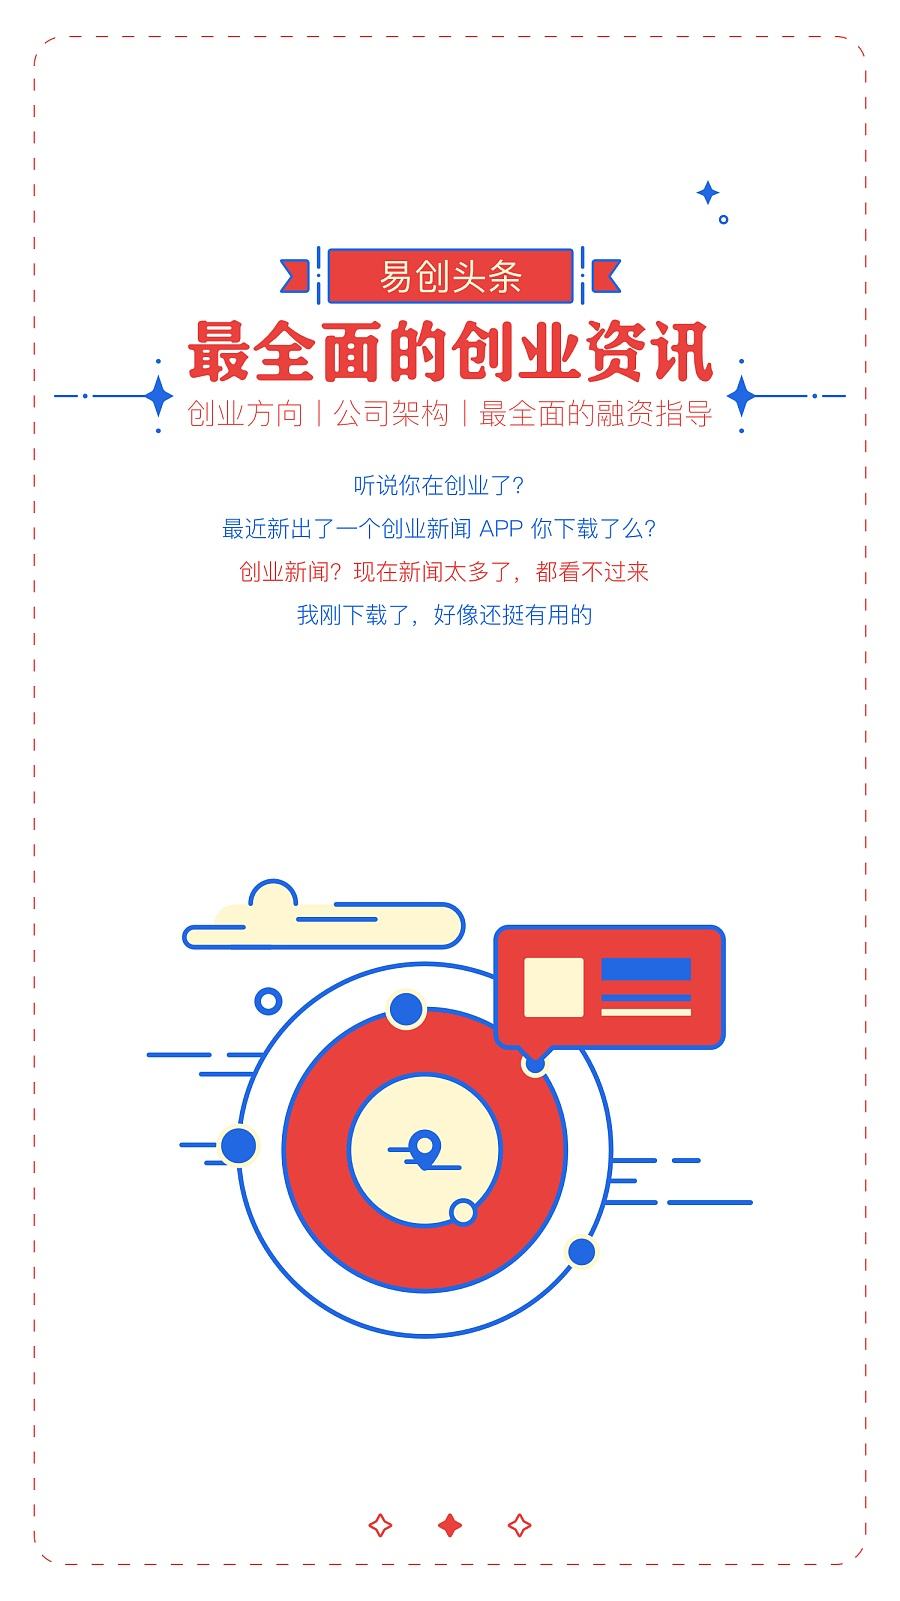 易创头条
最全面的创业资讯
创业方向丨公司架构丨最全面的融资指导
听说你在创业了？
最近新出了一个创业新闻 APP 你下载了么？
创业新闻？现在新闻太多了，都看不过来
我刚下载了，好像还挺有用的